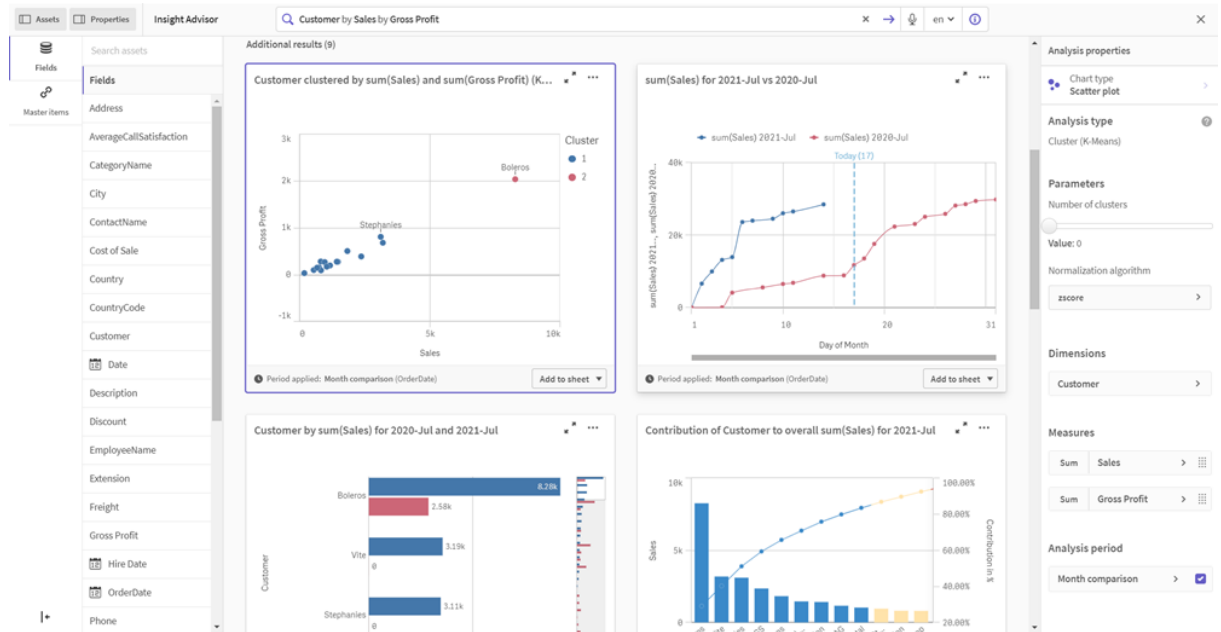 Assets
Properties
Insight Advisor
Customer by Sales by Gross Profit
en
Fields
Master items
Search assets
Fields
Address
AverageCallSatisfaction
CategoryName
City
ContactName
Cost of Sale
Country
CountryCode
Customer
Date
Description
Discount
EmployeeName
Extension
Freight
Gross Profit
Hire Date
OrderDate
Phone
Additional results (9)
Customer clustered by sum(Sales) and sum(Gross Profit) (K...
3k
2k
1k
0
-1k
Gross Profit
Boleros
Stephanies
0
5k
10k
Sales
Cluster
1
2
Period applied: Month comparison (OrderDate)
Add to sheet
sum(Sales) for 2021-Jul vs 2020-Jul
sum(Sales) 2021-Jul
sum(Sales) 2020-Jul
Today (17)
40k
20k
0
sum(Sales) 2021..., sum(Sales) 2020...
1
10
20
31
Day of Month
Period applied: Month comparison (OrderDate)
Add to sheet
Customer by sum(Sales) for 2020-Jul and 2021-Jul
Customer
Boleros
8.28k
2.58k
Vite
3.19k
0
Stephanies
3.11k
0
Contribution of Customer to overall sum(Sales) for 2021-Jul
10k
5k
Sales
100.00%
80.00%
60.00%
40.00%
20.00%
Contribution in %
Analysis properties
Chart type
Scatter plot
Analysis type
Cluster (K-Means)
Parameters
Number of clusters
Value: 0
Normalization algorithm
zscore
Dimensions
Customer
Measures
Sum
Sales
Sum
Gross Profit
Analysis period
Month comparison